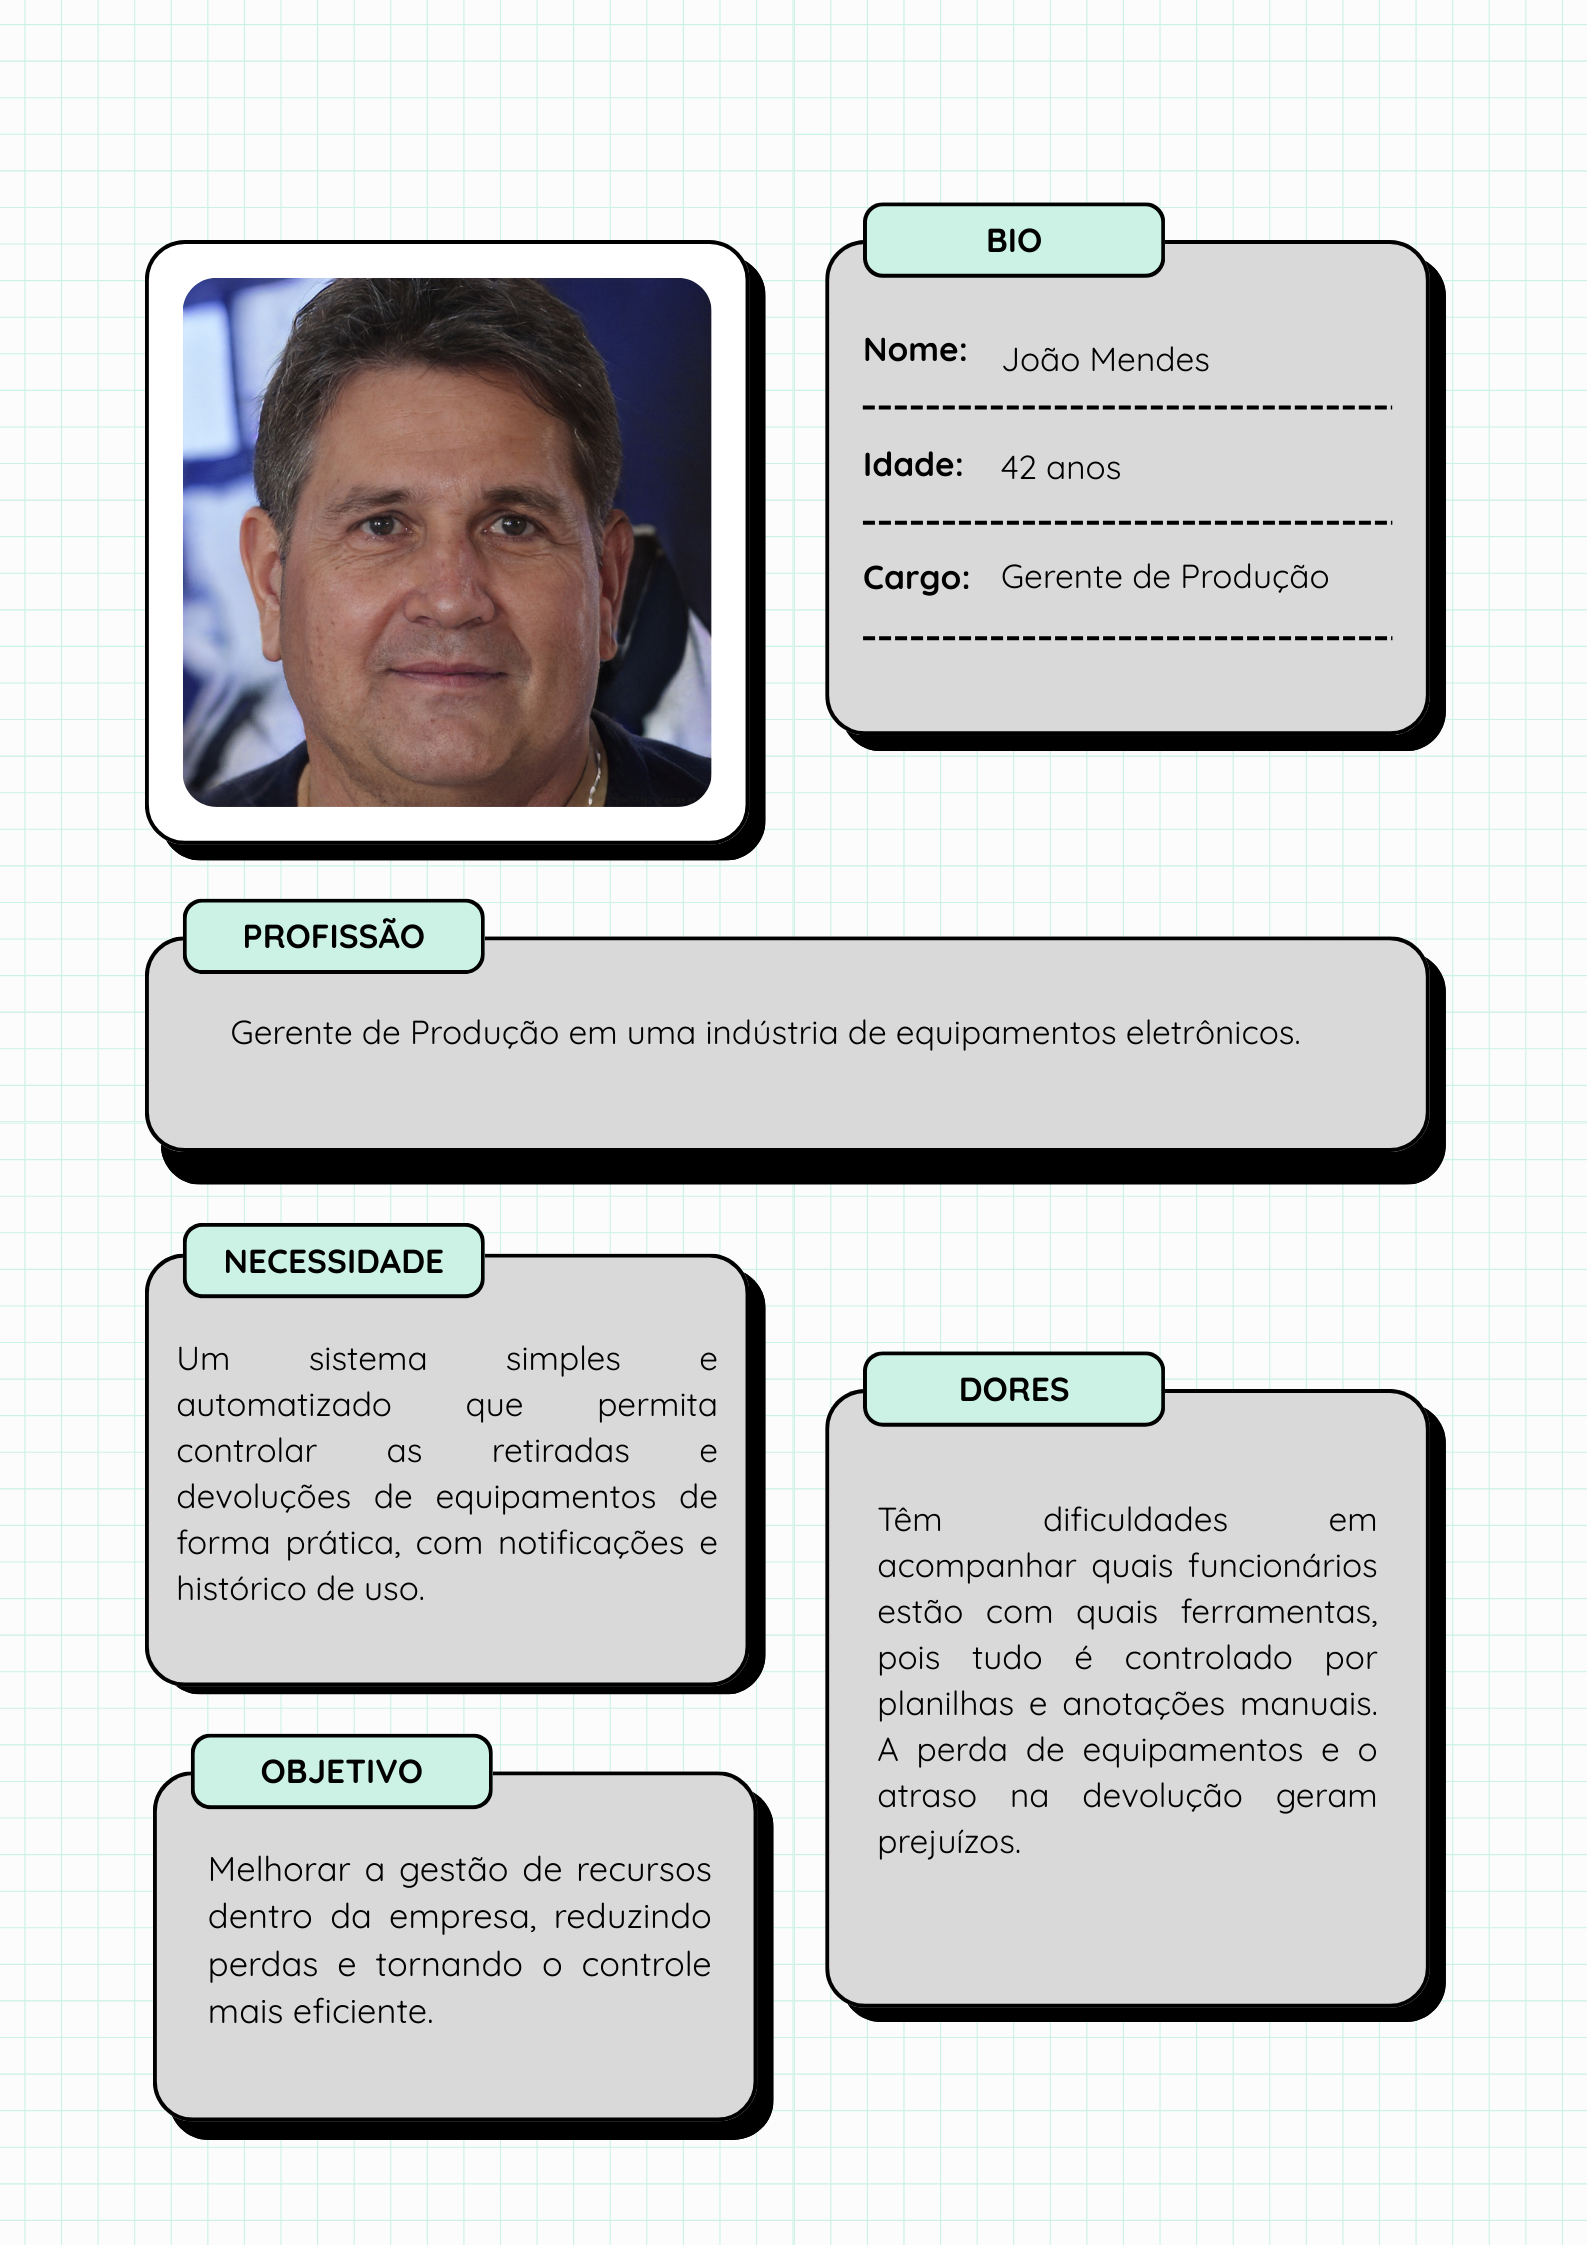 BIO
Nome: João Mendes
Idade: 42 anos
Cargo: Gerente de Produção
PROFISSÃO
Gerente de Produção em uma indústria de equipamentos eletrônicos.
NECESSIDADE
Um sistema simples e
automatizado que permita
controlar as retiradas e
devoluções de equipamentos de
forma prática, com notificações e
histórico de uso.
DORES
Têm dificuldades em
acompanhar quais funcionários
estão com quais ferramentas,
pois tudo é controlado por
planilhas e anotações manuais.
A perda de equipamentos e o
atraso na devolução geram
prejuízos.
OBJETIVO
Melhorar a gestão de recursos
dentro da empresa, reduzindo
perdas e tornando o controle
mais eficiente.